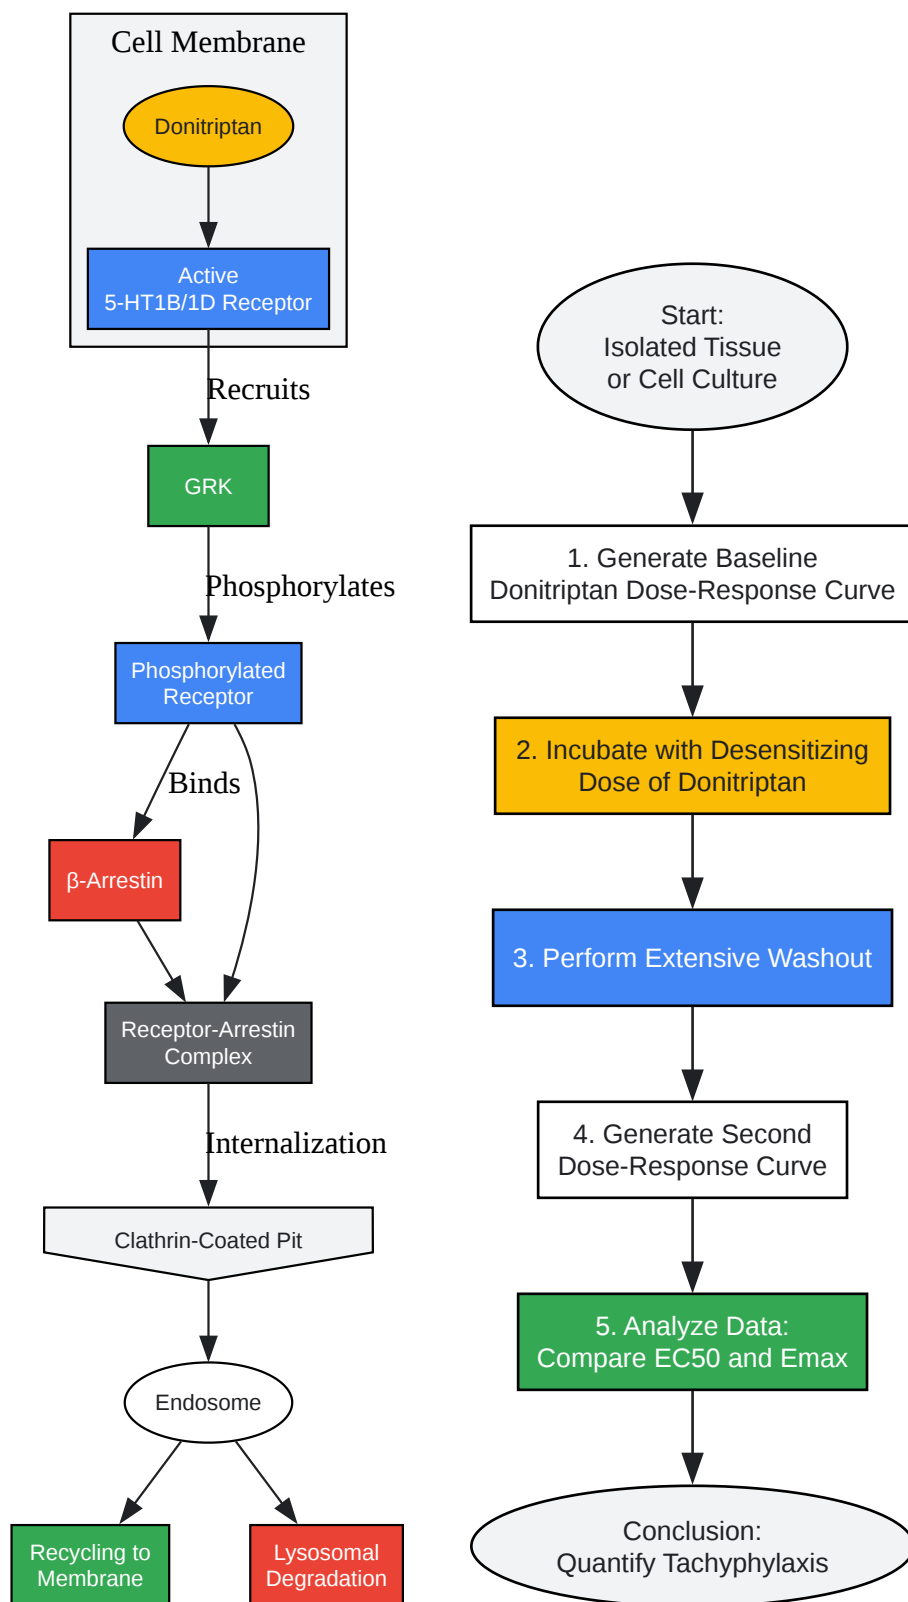 Cell Membrane
Donitriptan
Active
5-HT1B/1D Receptor
Recruits
GRK
Phosphorylates
Phosphorylated
Receptor
Binds
β-Arrestin
Receptor-Arrestin
Complex
Internalization
Clathrin-Coated Pit
Endosome
Recycling to
Membrane
Lysosomal
Degradation
Start:
Isolated Tissue
or Cell Culture
1. Generate Baseline
Donitriptan Dose-Response Curve
2. Incubate with Desensitizing
Dose of Donitriptan
3. Perform Extensive Washout
4. Generate Second
Dose-Response Curve
5. Analyze Data:
Compare EC50 and Emax
Conclusion:
Quantify Tachyphylaxis